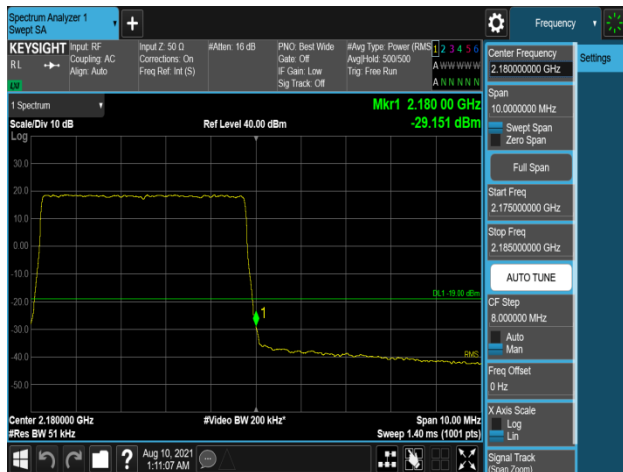 Spectrum Analyzer 1
Swept SA
Frequency
KEYSIGHT
Input: RF
Input Z: 50 Ω
#Atten: 16 dB
PNO: Best Wide
#Avg Type: Power (RMS
1 2 3 4 5 6
R L
Coupling: AC
Corrections: On
Gate: Off
Avg|Hold: 500/500
A W W W W W
Align: Auto
Freq Ref: Int (S)
IF Gain: Low
Trig: Free Run
Sig Track: Off
A N N N N N
1 Spectrum
Mkr1 2.180 00 GHz
Scale/Div 10 dB
Ref Level 40.00 dBm
-29.151 dBm
Log
30.0
20.0
10.0
0.00
-10.0
DL1 -19.00 dBm
-20.0
1
-30.0
RMS
-40.0
-50.0
Center 2.180000 GHz
#Video BW 200 kHz*
Span 10.00 MHz
#Res BW 51 kHz
Sweep 1.40 ms (1001 pts)
Aug 10, 2021
1:11:07 AM
?
Center Frequency
2.180000000 GHz
Settings
Span
10.0000000 MHz
Swept Span
Zero Span
Full Span
Start Freq
2.175000000 GHz
Stop Freq
2.185000000 GHz
AUTO TUNE
CF Step
8.000000 MHz
Auto
Man
Freq Offset
0 Hz
X Axis Scale
Log
Lin
Signal Track
(Span Zoom)